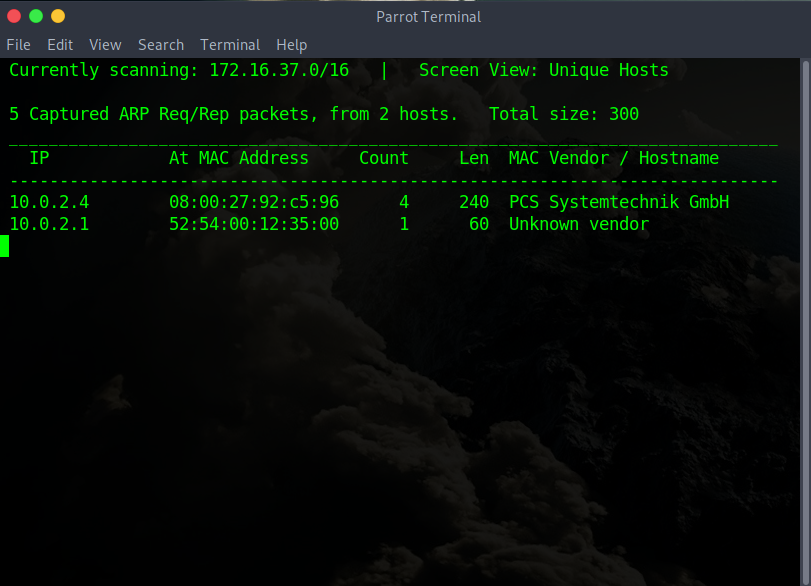 Parrot Terminal
File Edit View Search Terminal Help
Currently scanning: 172.16.37.0/16 | Screen View: Unique Hosts
5 Captured ARP Req/Rep packets, from 2 hosts. Total size: 300
_____________________________________________________________________________
IP At MAC Address Count Len MAC Vendor / Hostname
-----------------------------------------------------------------------------
10.0.2.4 08:00:27:92:c5:96 4 240 PCS Systemtechnik GmbH
10.0.2.1 52:54:00:12:35:00 1 60 Unknown vendor